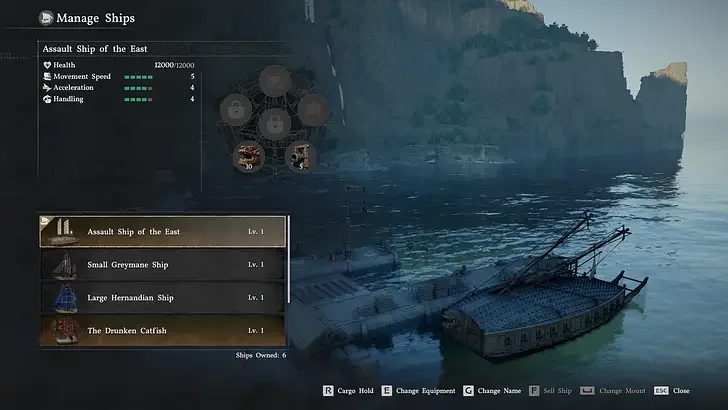 Manage Ships
Assault Ship of the East
Health 12000/12000
Movement Speed 5
Acceleration 4
Handling 4
10
Assault Ship of the East Lv. 1
Small Greymane Ship Lv. 1
Large Hernandian Ship Lv. 1
The Drunken Catfish Lv. 1
Ships Owned: 6
R Cargo Hold E Change Equipment G Change Name F Sell Ship Change Mount ESC Close